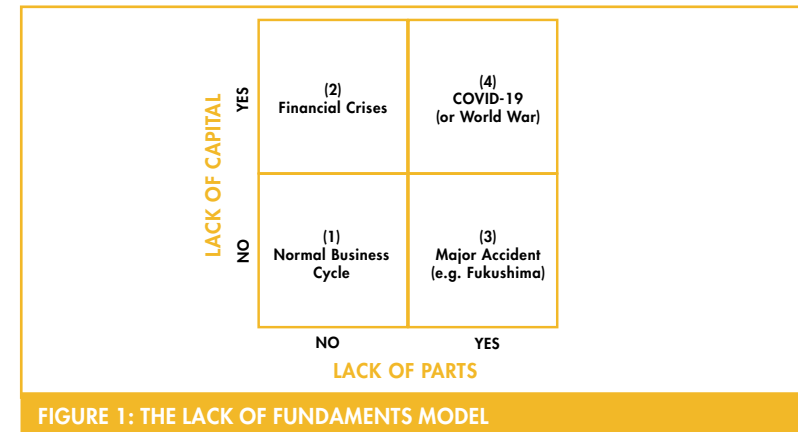 LACK OF CAPITAL
YES
NO
(2)
Financial Crises
(4)
COVID-19
(or World War)
(1)
Normal Business
Cycle
(3)
Major Accident
(e.g. Fukushima)
NO
YES
LACK OF PARTS
FIGURE 1: THE LACK OF FUNDAMENTS MODEL